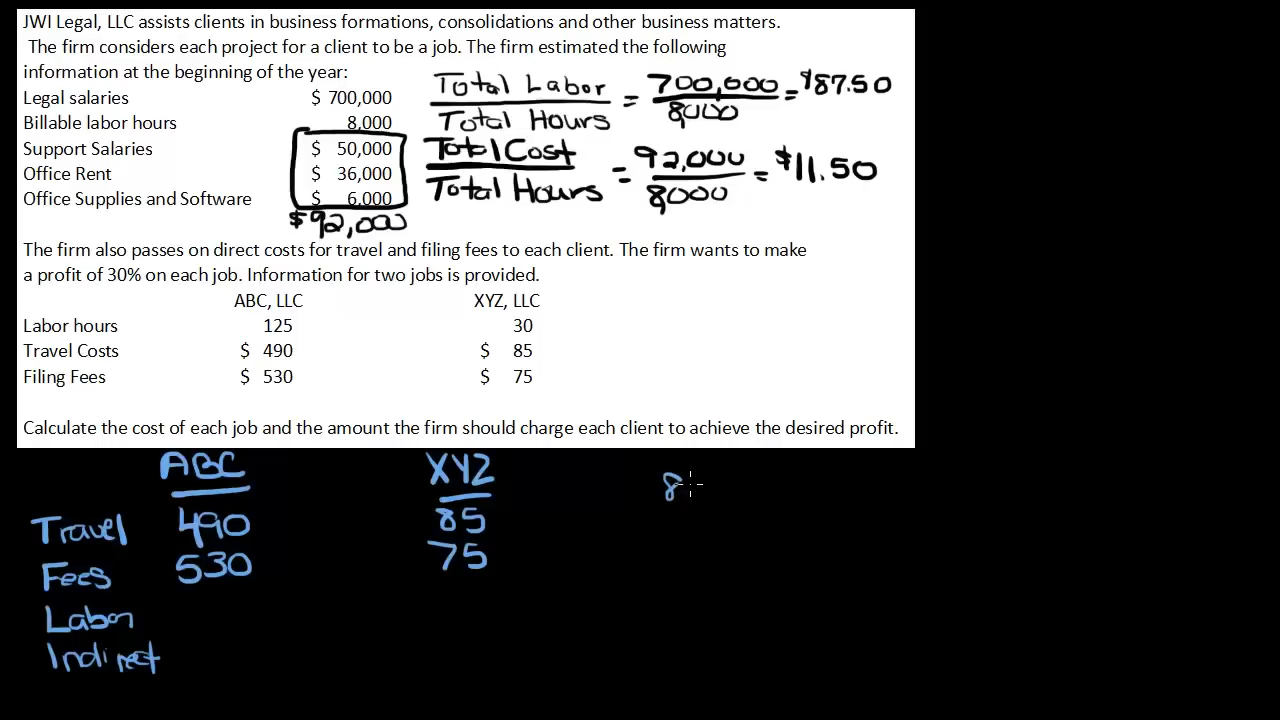 JWI Legal, LLC assists clients in business formations, consolidations and other business matters.
The firm considers each project for a client to be a job. The firm estimated the following
information at the beginning of the year:
Legal salaries $ 700,000
Billable labor hours 8,000
Support Salaries $ 50,000
Office Rent $ 36,000
Office Supplies and Software $ 6,000
$92,000
Total Labor / Total Hours = 700,000 / 8000 = $87.50
Total Cost / Total Hours = 92,000 / 8000 = $11.50
The firm also passes on direct costs for travel and filing fees to each client. The firm wants to make
a profit of 30% on each job. Information for two jobs is provided.
ABC, LLC XYZ, LLC
Labor hours 125 30
Travel Costs $ 490 $ 85
Filing Fees $ 530 $ 75
Calculate the cost of each job and the amount the firm should charge each client to achieve the desired profit.
ABC XYZ 8
Travel 490 85
Fees 530 75
Labor
Indirect